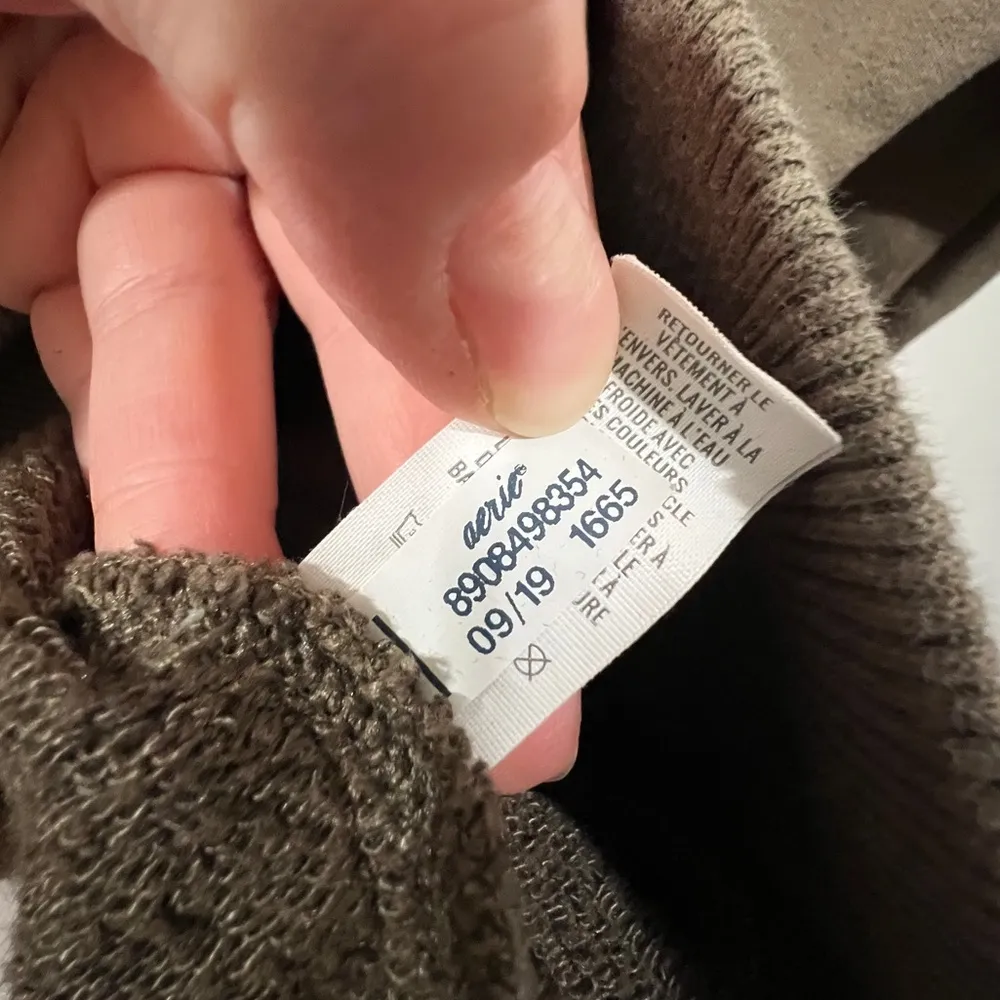 RETOURNER LE
VÊTEMENT À
L'ENVERS. LAVER À LA
MACHINE À L'EAU
FROIDE AVEC
COULEURS
aerie®
8908498354
1665
09/19